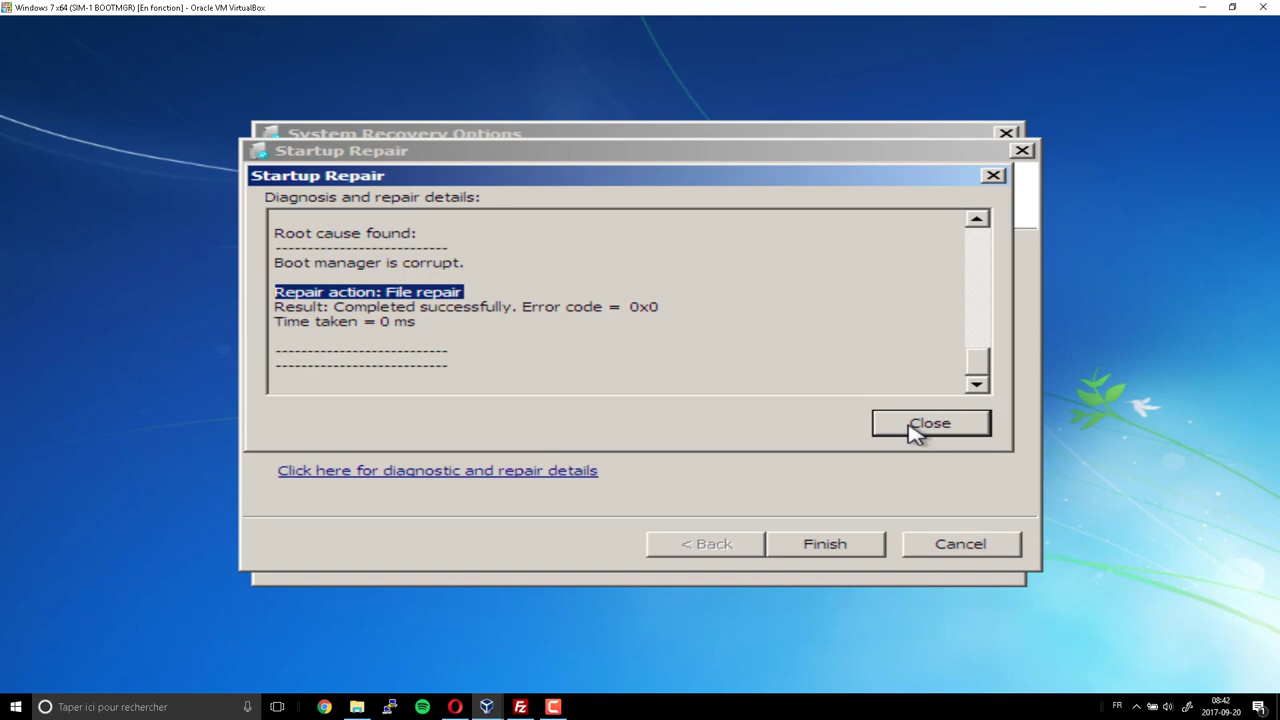 Windows 7 x64 (SIM-1 BOOTMGR) [En fonction] - Oracle VM VirtualBox
System Recovery Options
Startup Repair
Startup Repair
Diagnosis and repair details:
Root cause found:
---------------------------
Boot manager is corrupt.
Repair action: File repair
Result: Completed successfully. Error code =  0x0
Time taken = 0 ms
---------------------------
---------------------------
Close
Click here for diagnostic and repair details
< Back
Finish
Cancel
Taper ici pour rechercher
FR
08:42
2017-09-20
1